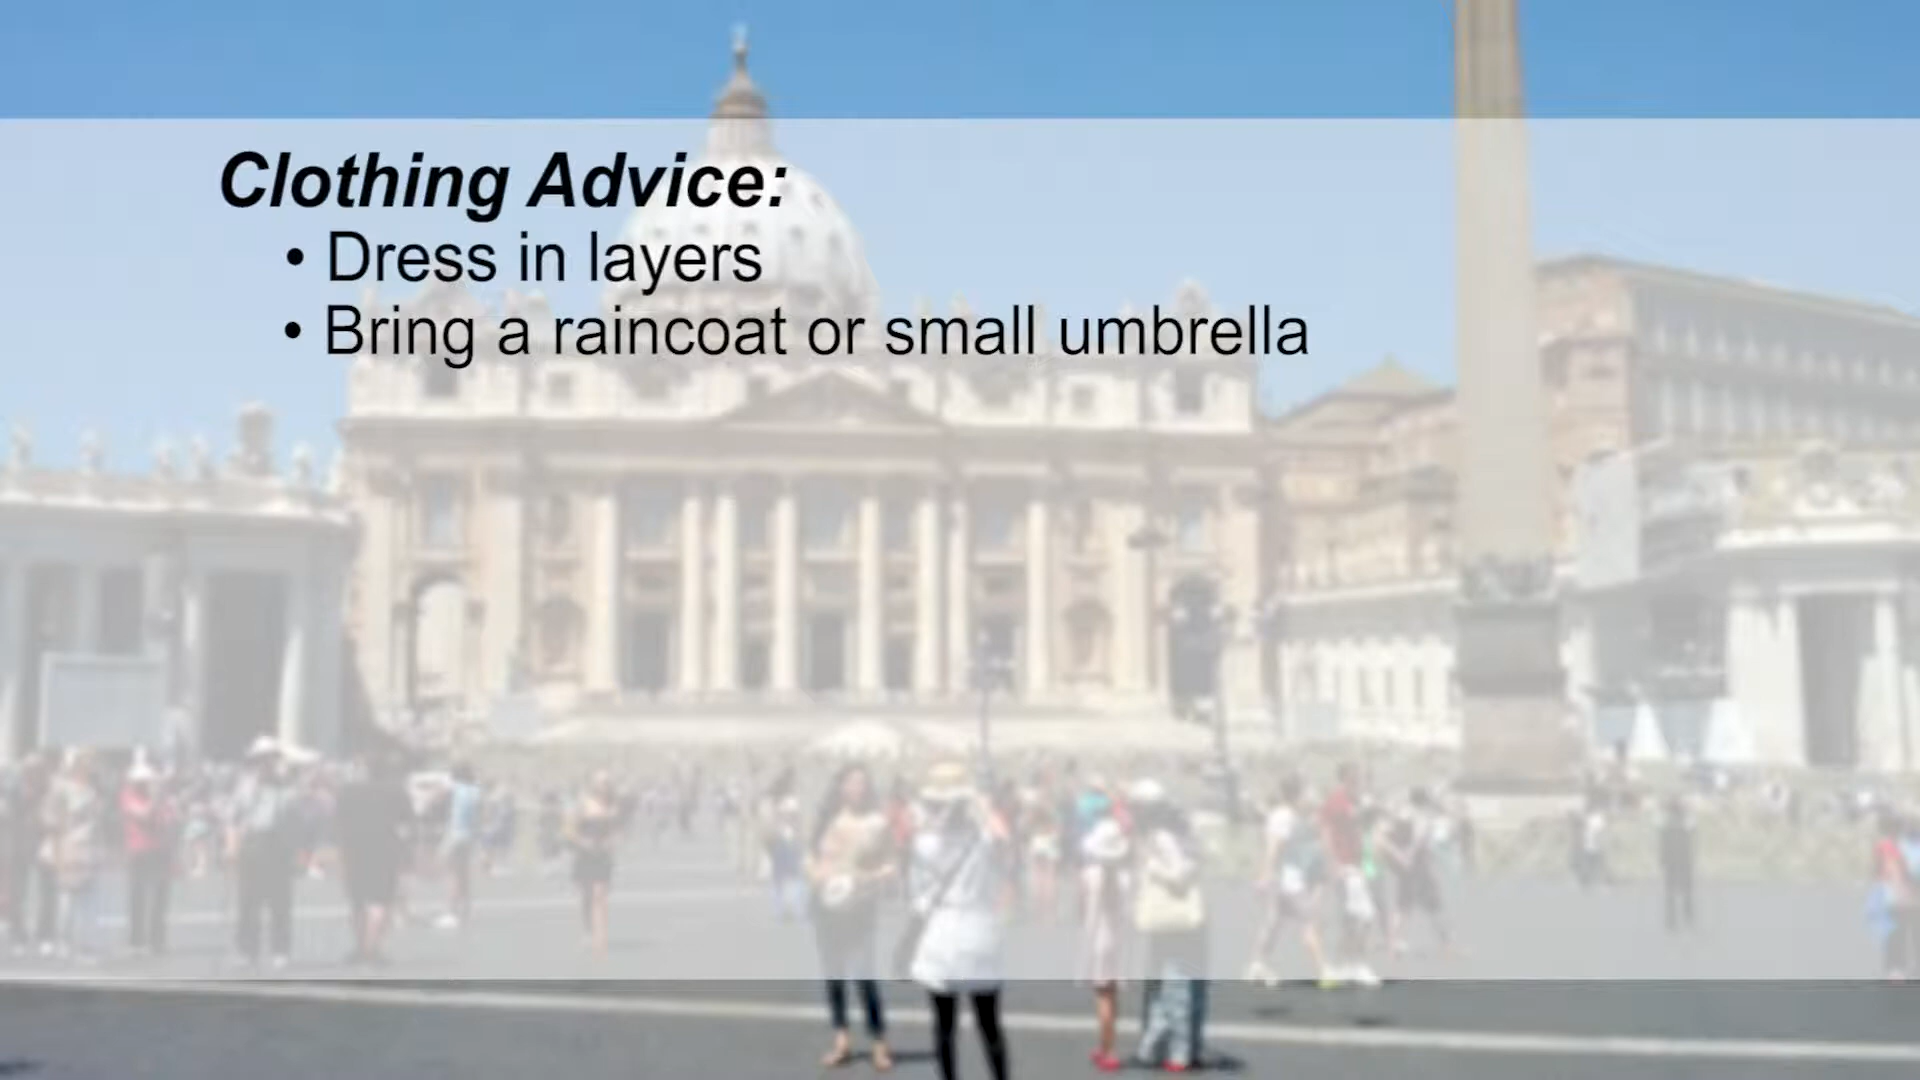 Clothing Advice:
• Dress in layers
• Bring a raincoat or small umbrella